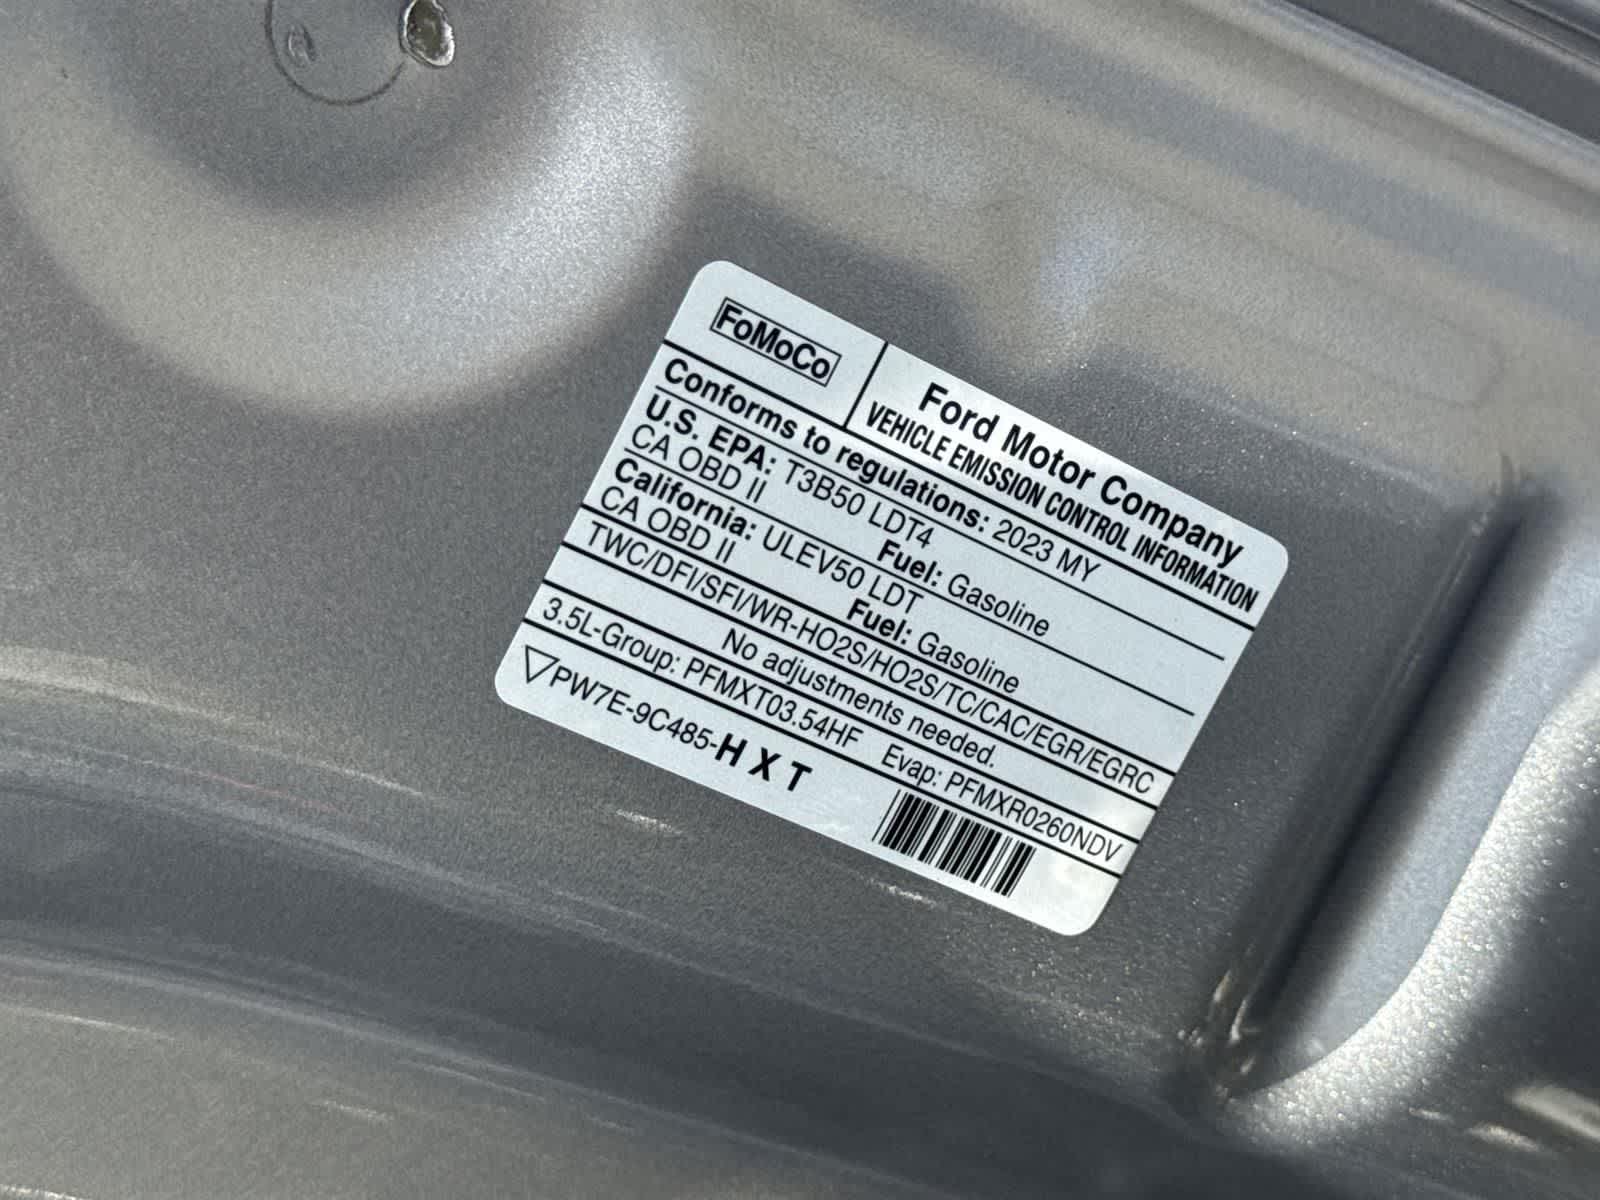 FoMoCo
Ford Motor Company
VEHICLE EMISSION CONTROL INFORMATION
Conforms to regulations: 2023 MY
U.S. EPA: T3B50 LDT4
CA OBD II Fuel: Gasoline
California: ULEV50 LDT
CA OBD II Fuel: Gasoline
TWC/DFI/SFI/WR-HO2S/HO2S/TC/CAC/EGR/EGRC
No adjustments needed.
3.5L-Group: PFMXT03.54HF Evap: PFMXR0260NDV
PW7E-9C485-H X T